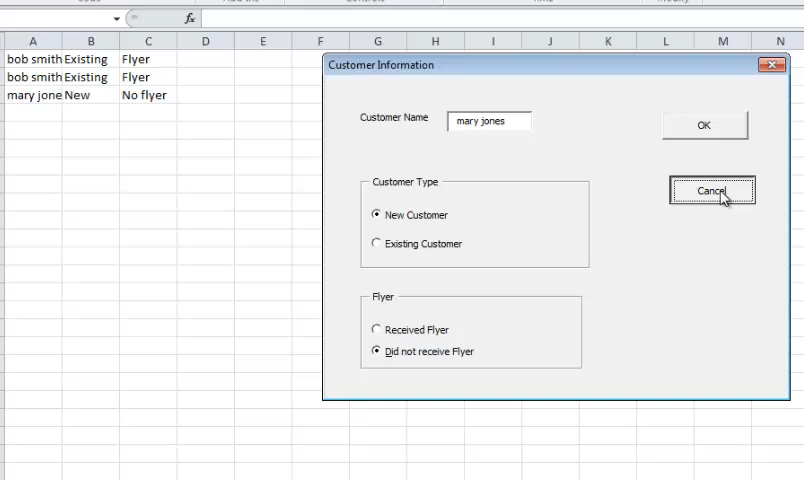 fx
A B C D E F G H I J K L M N
bob smith Existing Flyer
bob smith Existing Flyer
mary jone New No flyer
Customer Information
Customer Name mary jones
OK
Cancel
Customer Type
New Customer
Existing Customer
Flyer
Received Flyer
Did not receive Flyer